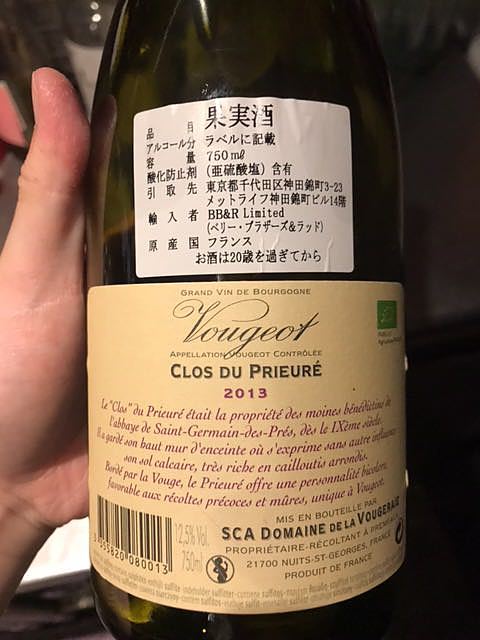 品目 果実酒
アルコール分 ラベルに記載
容量 750㎖
酸化防止剤 (亜硫酸塩) 含有
引取先 東京都千代田区神田錦町3-23
メットライフ神田錦町ビル14階
輸入者 BB&R Limited
(ベリー・ブラザーズ&ラッド)
原産国 フランス
お酒は20歳を過ぎてから
GRAND VIN DE BOURGOGNE
Vougeot
APPELLATION VOUGEOT CONTRÔLÉE
CLOS DU PRIEURÉ
2013
Le "Clos" du Prieuré était la propriété des moines bénédictins de
l'abbaye de Saint-Germain-des-Prés, dès le IXème siècle.
Il a gardé son haut mur d'enceinte où s'exprime sans autre influence
son sol calcaire, très riche en cailloutis arrondis.
Bordé par la Vouge, le Prieuré offre une personnalité bicolore,
favorable aux récoltes précoces et mûres, unique à Vougeot.
MIS EN BOUTEILLE PAR
SCA DOMAINE DE LA VOUGERAIE
PROPRIÉTAIRE-RÉCOLTANT À
21700 NUITS-ST-GEORGES, FRANCE
PRODUIT DE FRANCE
12,5% Vol.
750ml
3 455820 080013